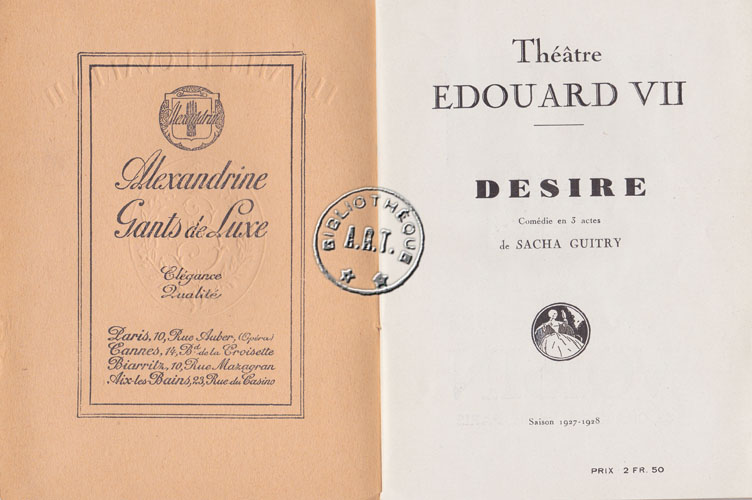 Alexandrine
Alexandrine
Gants de Luxe
Elégance
Qualité
Paris, 10, Rue Auber, (Opéra)
Cannes, 14, Bd de la Croisette
Biarritz, 10, Rue Mazagran
Aix-les-Bains, 23, Rue du Casino
BIBLIOTHÈQUE
A.R.T.
Théâtre
EDOUARD VII
DESIRE
Comédie en 3 actes
de SACHA GUITRY
Saison 1927-1928
PRIX 2 FR. 50